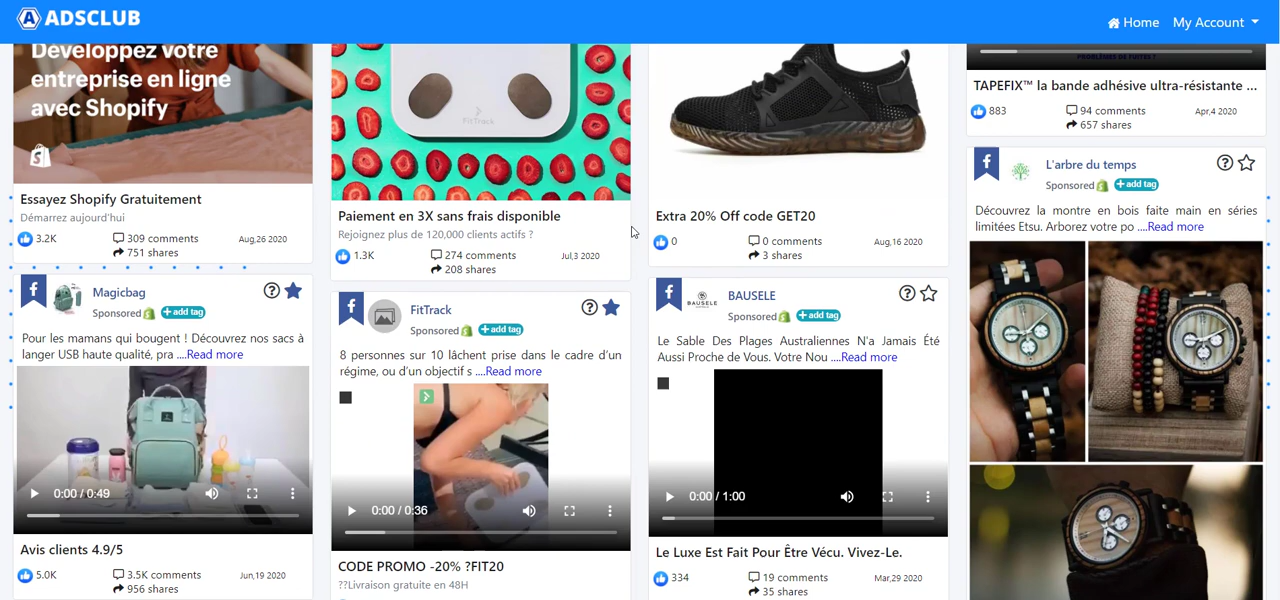 ADSCLUB
Home My Account
Développez votre
entreprise en ligne
avec Shopify
Essayez Shopify Gratuitement
Démarrez aujourd'hui
3.2K 309 comments Aug,26 2020
751 shares
Magicbag
Sponsored add tag
Pour les mamans qui bougent ! Découvrez nos sacs à
langer USB haute qualité, pra ....Read more
0:00 / 0:49
Avis clients 4.9/5
5.0K 3.5K comments Jun,19 2020
956 shares
FitTrack
Paiement en 3X sans frais disponible
Rejoignez plus de 120,000 clients actifs ?
1.3K 274 comments Jul,3 2020
208 shares
FitTrack
Sponsored add tag
8 personnes sur 10 lâchent prise dans le cadre d'un
régime, ou d'un objectif s ....Read more
0:00 / 0:36
CODE PROMO -20% ?FIT20
??Livraison gratuite en 48H
Extra 20% Off code GET20
0 0 comments Aug,16 2020
3 shares
BAUSELE
BAUSELE
Sponsored add tag
Le Sable Des Plages Australiennes N'a Jamais Été
Aussi Proche de Vous. Votre Nou ....Read more
0:00 / 1:00
Le Luxe Est Fait Pour Être Vécu. Vivez-Le.
334 19 comments Mar,29 2020
35 shares
PROBLÈMES DE FUITES ?
TAPEFIX™ la bande adhésive ultra-résistante ...
883 94 comments Apr,4 2020
657 shares
L'arbre du temps
Sponsored add tag
Découvrez la montre en bois faite main en séries
limitées Etsu. Arborez votre po ....Read more